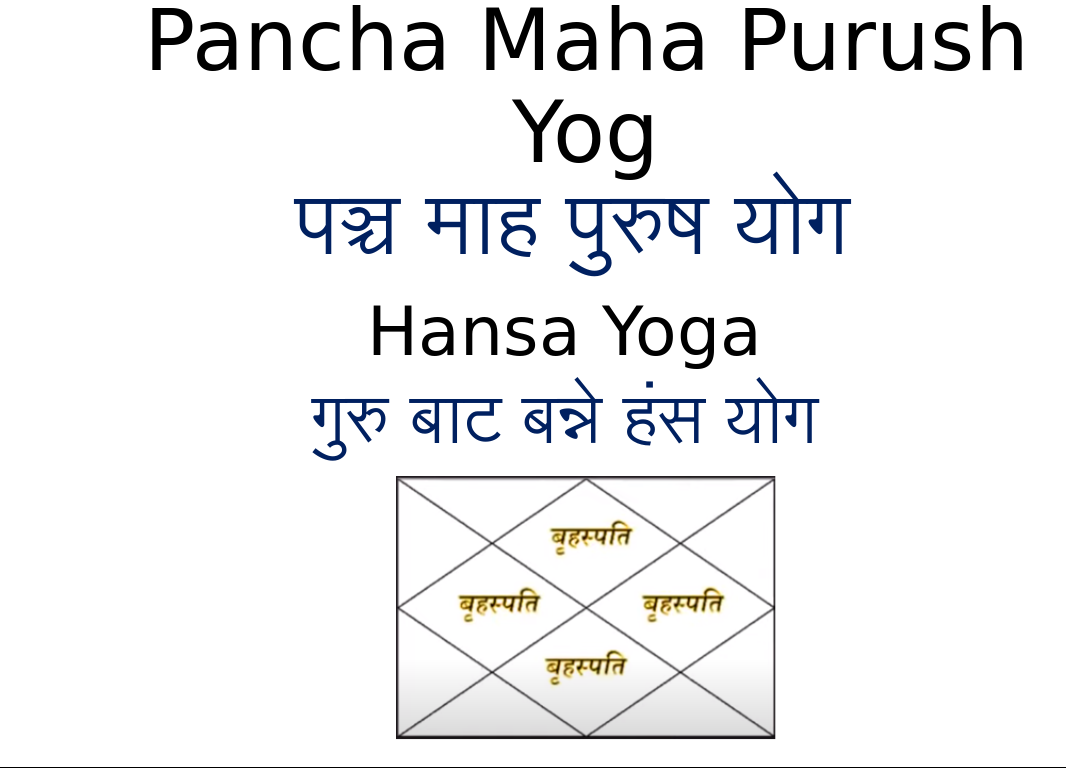 Pancha Maha Purush
Yog
पञ्च माह पुरुष योग
Hansa Yoga
गुरु बाट बन्ने हंस योग
बृहस्पति
बृहस्पति बृहस्पति
बृहस्पति